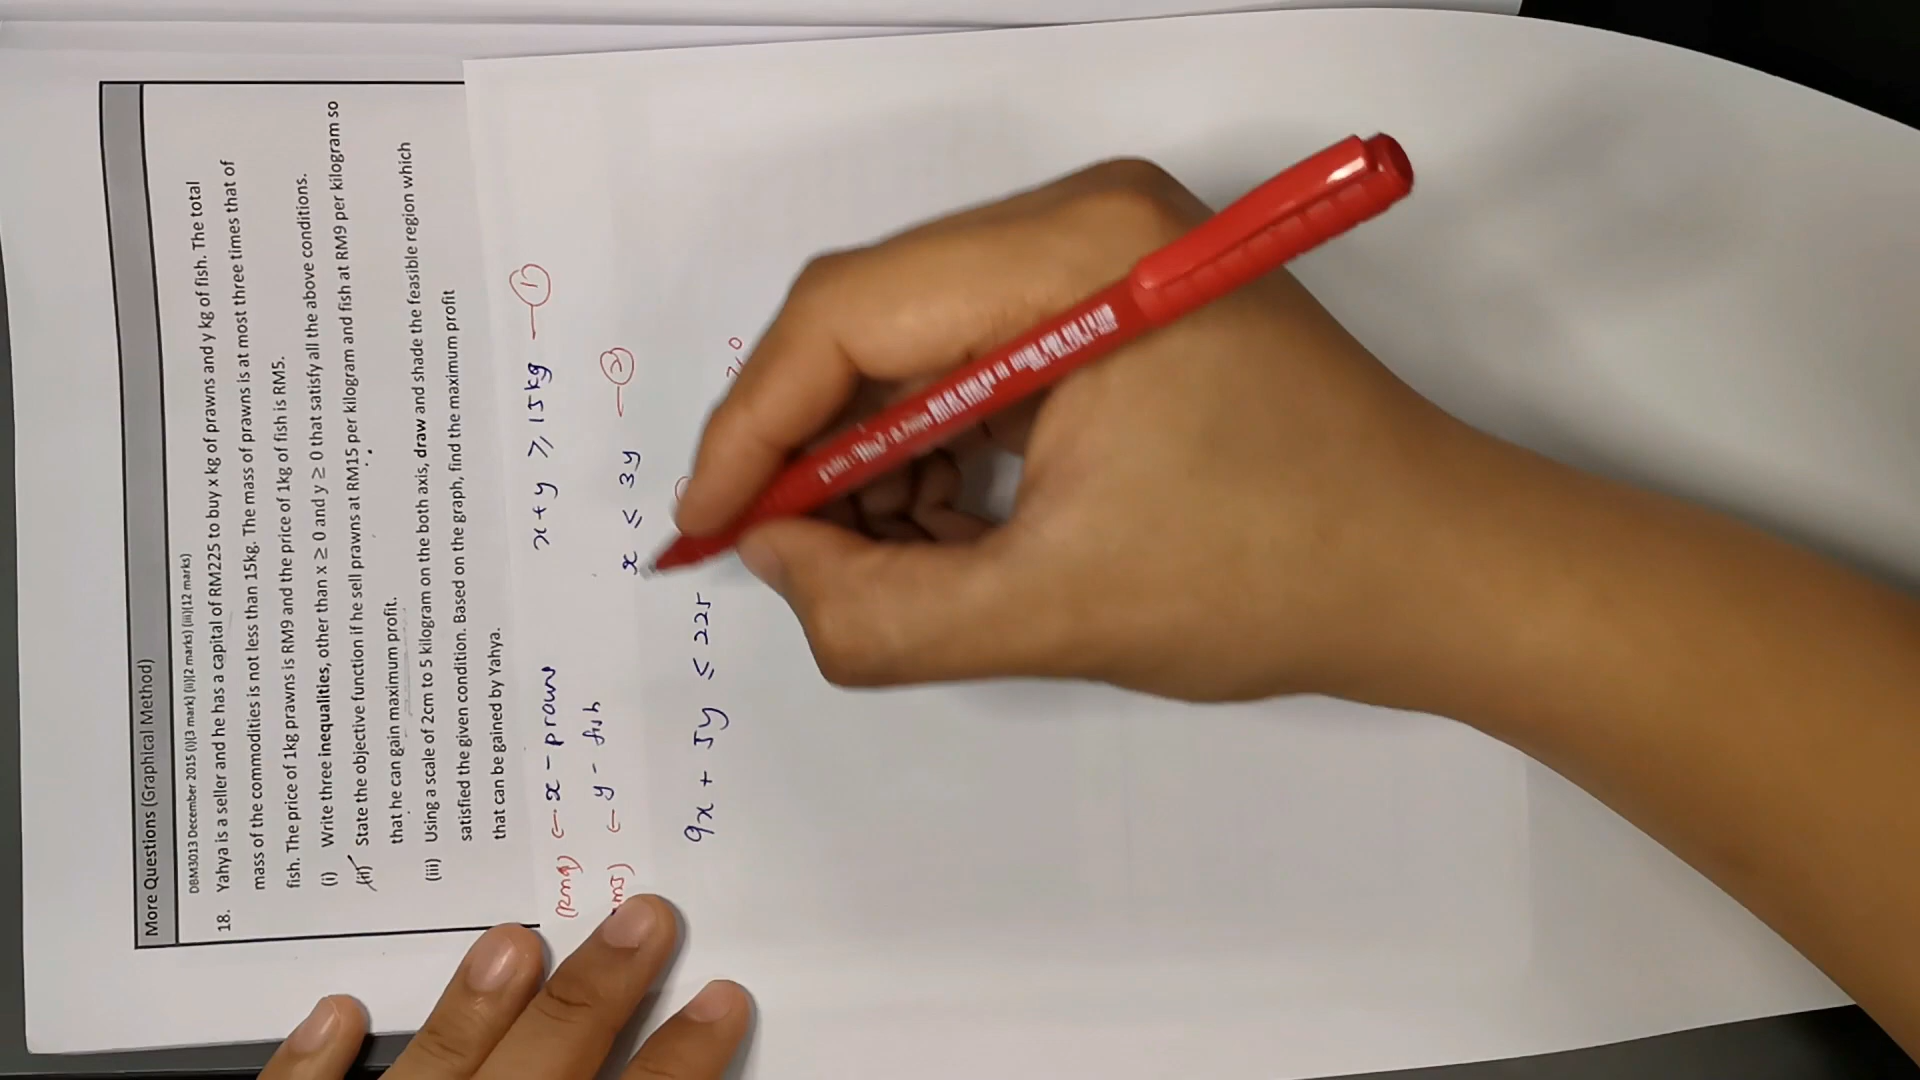 More Questions (Graphical Method)
DBM3013 December 2015 (i)(3 mark) (ii)(2 marks) (iii)(12 marks)
18. Yahya is a seller and he has a capital of RM225 to buy x kg of prawns and y kg of fish. The total
mass of the commodities is not less than 15kg. The mass of prawns is at most three times that of
fish. The price of 1kg prawns is RM9 and the price of 1kg of fish is RM5.
(i) Write three inequalities, other than x ≥ 0 and y ≥ 0 that satisfy all the above conditions.
(ii) State the objective function if he sell prawns at RM15 per kilogram and fish at RM9 per kilogram so
that he can gain maximum profit.
(iii) Using a scale of 2cm to 5 kilogram on the both axis, draw and shade the feasible region which
satisfied the given condition. Based on the graph, find the maximum profit
that can be gained by Yahya.
(RM9) ← x - prawns x + y ≥ 15 kg — ①
← y - fish x ≤ 3y — ②
9x + 5y ≤ 225 ≥ 0